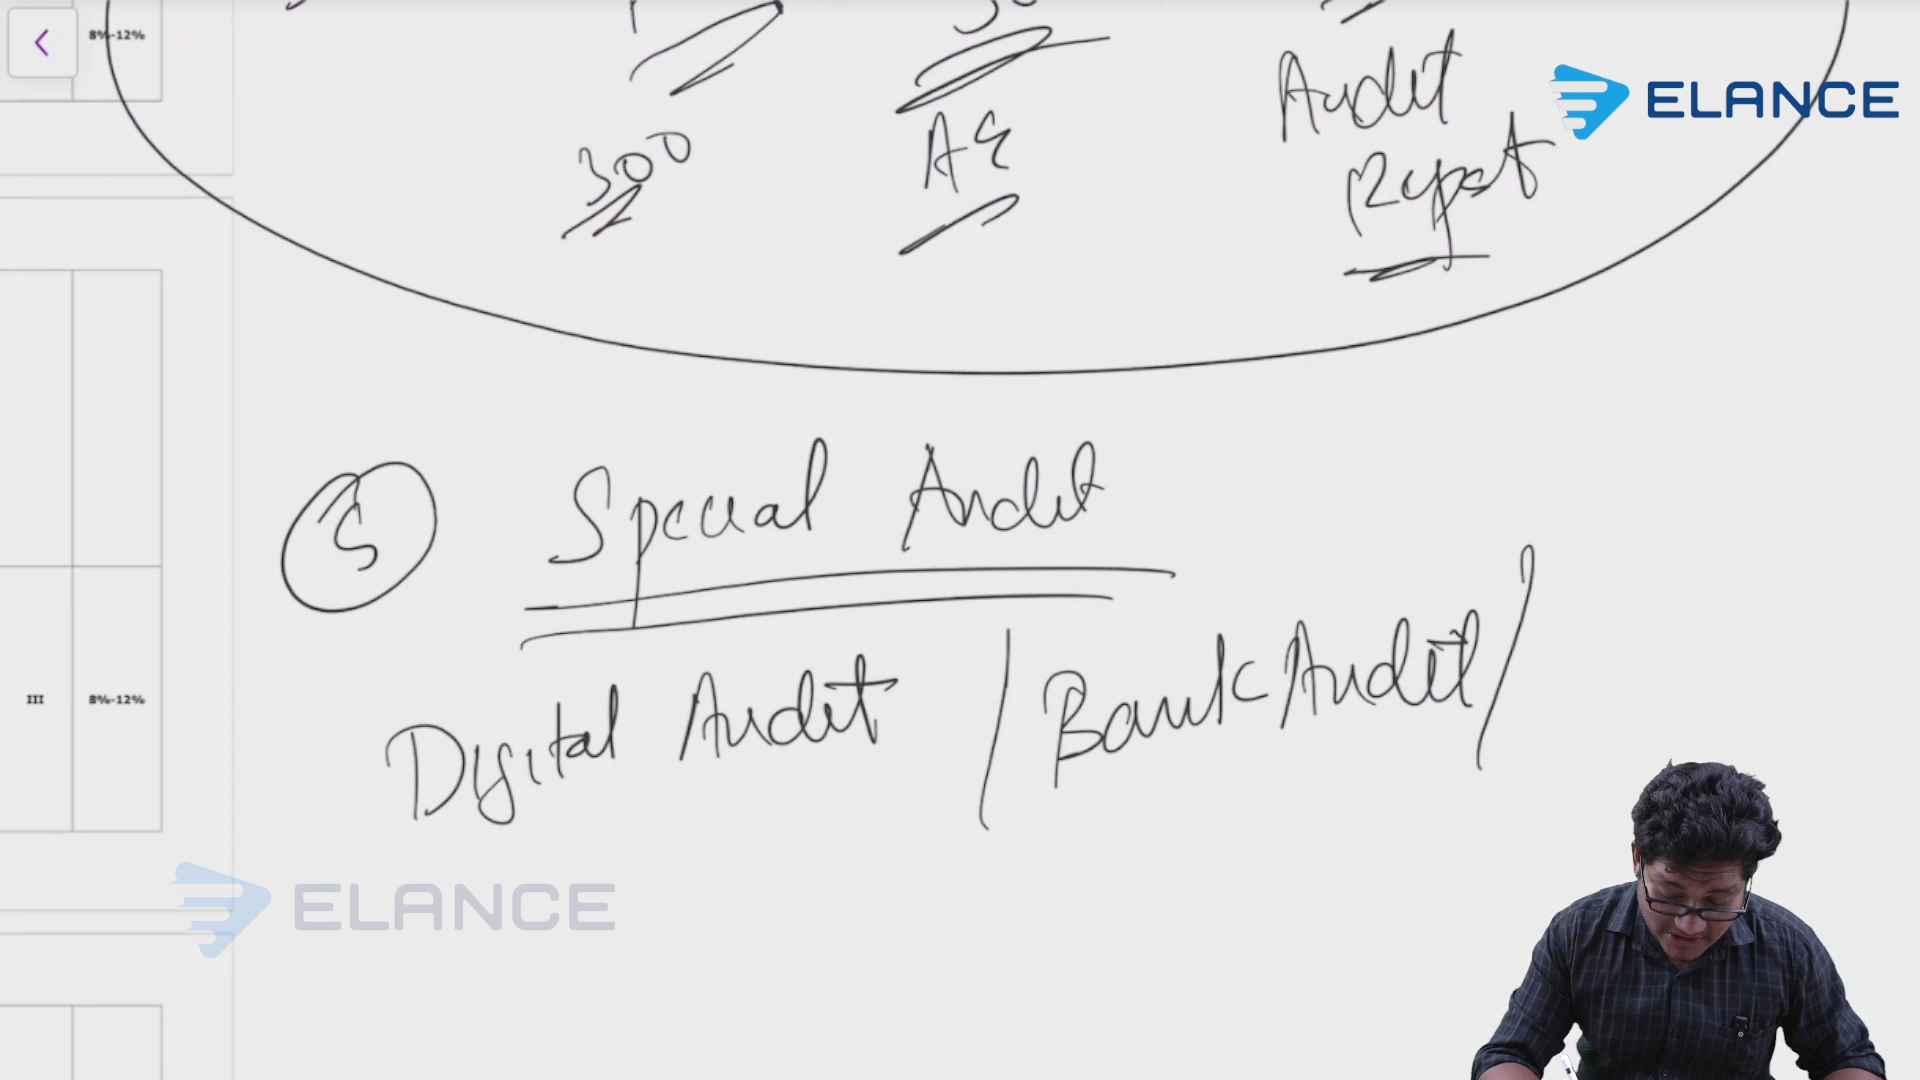 8%-12%
Audit
ELANCE
300
AE
Report
5 Special Audit
Digital Audit / Bank Audit /
III 8%-12%
ELANCE